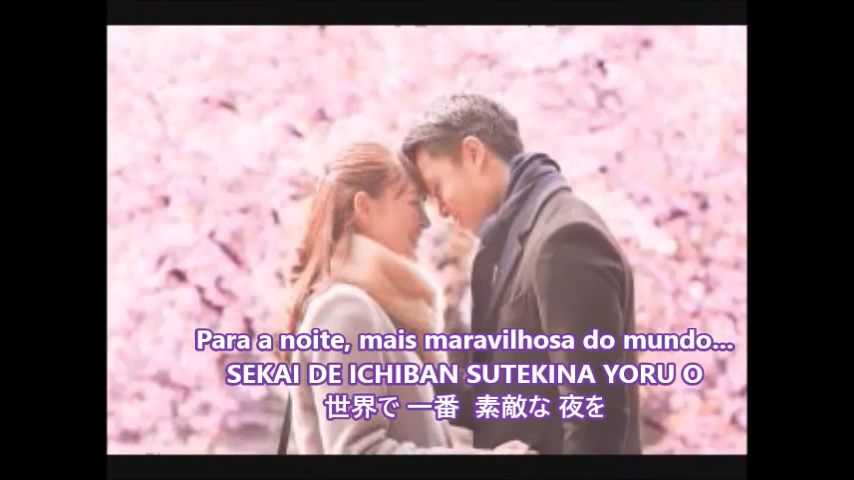 Para a noite, mais maravilhosa do mundo...
SEKAI DE ICHIBAN SUTEKINA YORU O
世界で 一番 素敵な 夜を